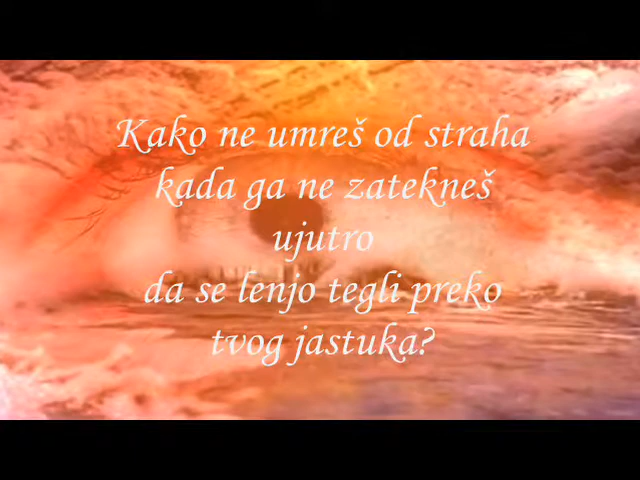 Kako ne umreš od straha
kada ga ne zatekneš
ujutro
da se lenjo tegli preko
tvog jastuka?